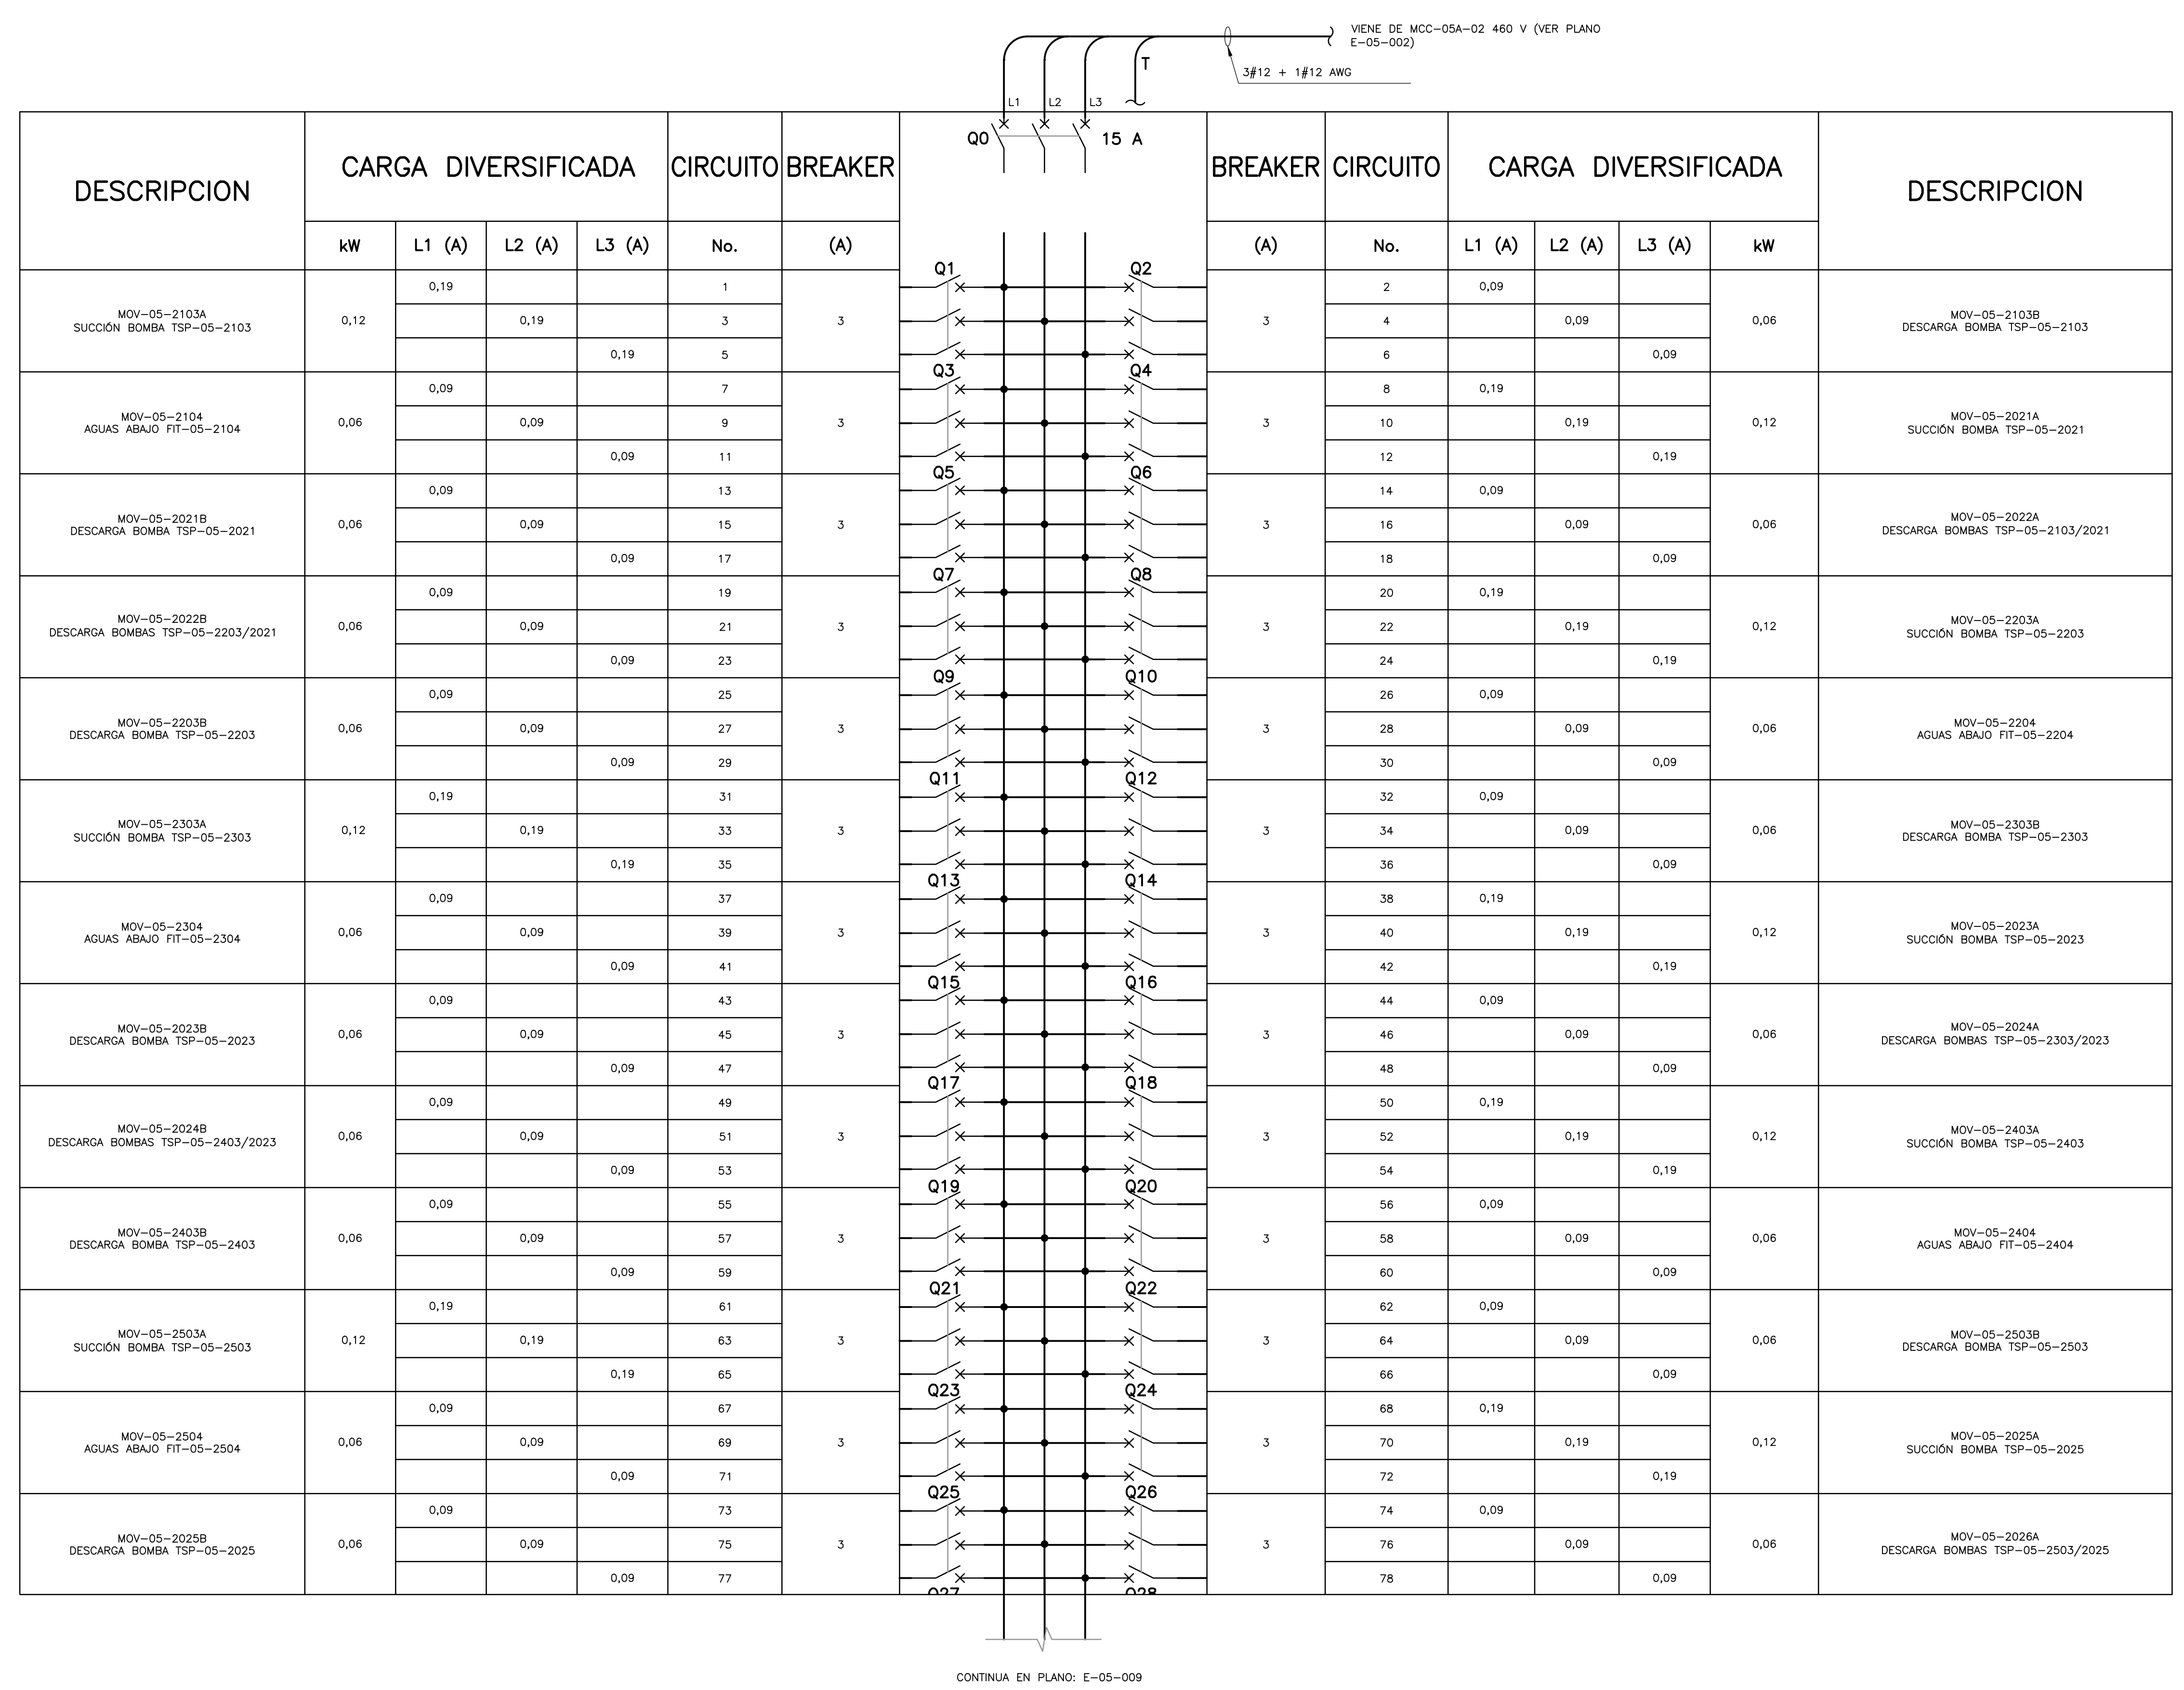 VIENE DE MCC-05A-02 460 V (VER PLANO
E-05-002)
T
3#12 + 1#12 AWG
L1 L2 L3
Q0 15 A
DESCRIPCION CARGA DIVERSIFICADA CIRCUITO BREAKER BREAKER CIRCUITO CARGA DIVERSIFICADA DESCRIPCION
kW L1 (A) L2 (A) L3 (A) No. (A) (A) No. L1 (A) L2 (A) L3 (A) kW
Q1 Q2
0,19 1 2 0,09
MOV-05-2103A
SUCCIÓN BOMBA TSP-05-2103
0,12 0,19 3 3 3 4 0,09 0,06
MOV-05-2103B
DESCARGA BOMBA TSP-05-2103
0,19 5 6 0,09
Q3 Q4
0,09 7 8 0,19
MOV-05-2104
AGUAS ABAJO FIT-05-2104
0,06 0,09 9 3 3 10 0,19 0,12
MOV-05-2021A
SUCCIÓN BOMBA TSP-05-2021
0,09 11 12 0,19
Q5 Q6
0,09 13 14 0,09
MOV-05-2021B
DESCARGA BOMBA TSP-05-2021
0,06 0,09 15 3 3 16 0,09 0,06
MOV-05-2022A
DESCARGA BOMBAS TSP-05-2103/2021
0,09 17 18 0,09
Q7 Q8
0,09 19 20 0,19
MOV-05-2022B
DESCARGA BOMBAS TSP-05-2203/2021
0,06 0,09 21 3 3 22 0,19 0,12
MOV-05-2203A
SUCCIÓN BOMBA TSP-05-2203
0,09 23 24 0,19
Q9 Q10
0,09 25 26 0,09
MOV-05-2203B
DESCARGA BOMBA TSP-05-2203
0,06 0,09 27 3 3 28 0,09 0,06
MOV-05-2204
AGUAS ABAJO FIT-05-2204
0,09 29 30 0,09
Q11 Q12
0,19 31 32 0,09
MOV-05-2303A
SUCCIÓN BOMBA TSP-05-2303
0,12 0,19 33 3 3 34 0,09 0,06
MOV-05-2303B
DESCARGA BOMBA TSP-05-2303
0,19 35 36 0,09
Q13 Q14
0,09 37 38 0,19
MOV-05-2304
AGUAS ABAJO FIT-05-2304
0,06 0,09 39 3 3 40 0,19 0,12
MOV-05-2023A
SUCCIÓN BOMBA TSP-05-2023
0,09 41 42 0,19
Q15 Q16
0,09 43 44 0,09
MOV-05-2023B
DESCARGA BOMBA TSP-05-2023
0,06 0,09 45 3 3 46 0,09 0,06
MOV-05-2024A
DESCARGA BOMBAS TSP-05-2303/2023
0,09 47 48 0,09
Q17 Q18
0,09 49 50 0,19
MOV-05-2024B
DESCARGA BOMBAS TSP-05-2403/2023
0,06 0,09 51 3 3 52 0,19 0,12
MOV-05-2403A
SUCCIÓN BOMBA TSP-05-2403
0,09 53 54 0,19
Q19 Q20
0,09 55 56 0,09
MOV-05-2403B
DESCARGA BOMBA TSP-05-2403
0,06 0,09 57 3 3 58 0,09 0,06
MOV-05-2404
AGUAS ABAJO FIT-05-2404
0,09 59 60 0,09
Q21 Q22
0,19 61 62 0,09
MOV-05-2503A
SUCCIÓN BOMBA TSP-05-2503
0,12 0,19 63 3 3 64 0,09 0,06
MOV-05-2503B
DESCARGA BOMBA TSP-05-2503
0,19 65 66 0,09
Q23 Q24
0,09 67 68 0,19
MOV-05-2504
AGUAS ABAJO FIT-05-2504
0,06 0,09 69 3 3 70 0,19 0,12
MOV-05-2025A
SUCCIÓN BOMBA TSP-05-2025
0,09 71 72 0,19
Q25 Q26
0,09 73 74 0,09
MOV-05-2025B
DESCARGA BOMBA TSP-05-2025
0,06 0,09 75 3 3 76 0,09 0,06
MOV-05-2026A
DESCARGA BOMBAS TSP-05-2503/2025
0,09 77 78 0,09
Q27 Q28
CONTINUA EN PLANO: E-05-009